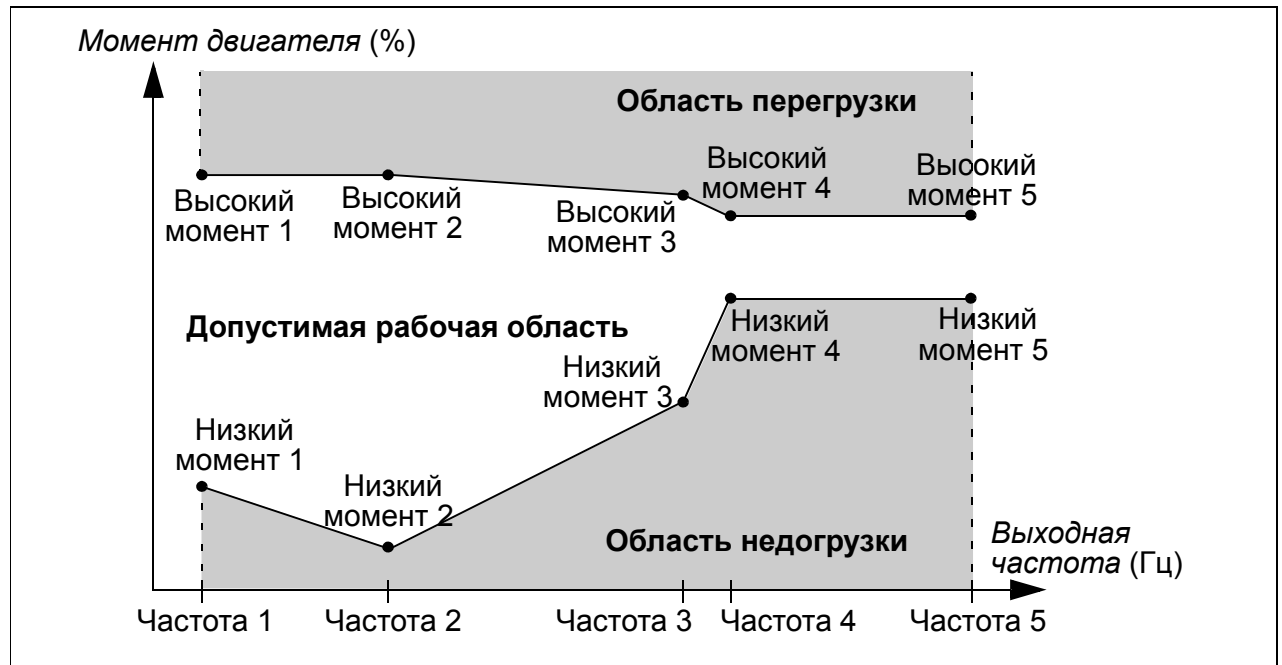 Момент двигателя (%)
Область перегрузки
Высокий
момент 1
Высокий
момент 2
Высокий
момент 3
Высокий
момент 4
Высокий
момент 5
Допустимая рабочая область
Низкий
момент 1
Низкий
момент 2
Низкий
момент 3
Низкий
момент 4
Низкий
момент 5
Область недогрузки
Выходная
частота (Гц)
Частота 1
Частота 2
Частота 3
Частота 4
Частота 5